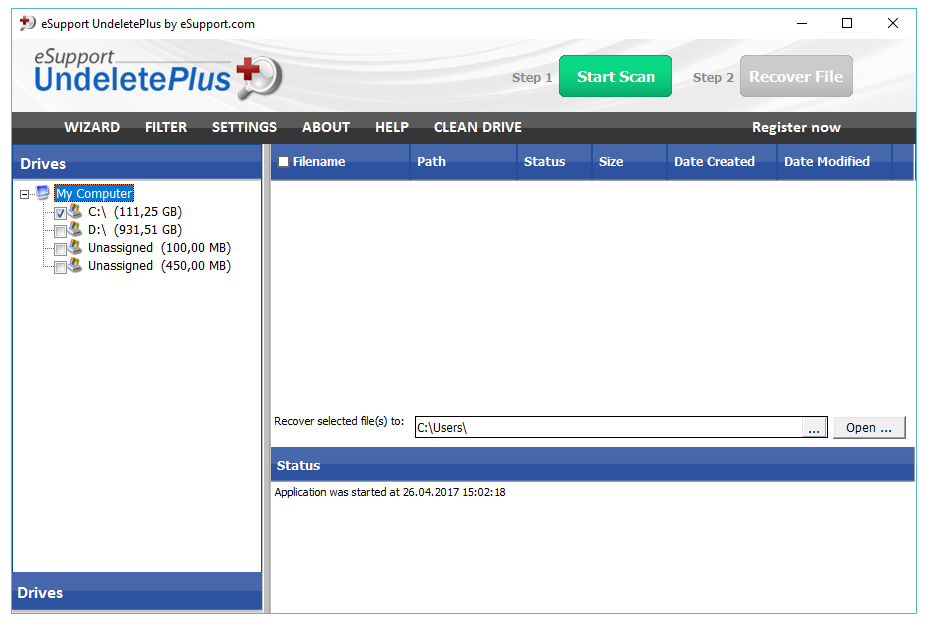 eSupport UndeletePlus by eSupport.com
eSupport
UndeletePlus
Step 1 Start Scan Step 2 Recover File
WIZARD FILTER SETTINGS ABOUT HELP CLEAN DRIVE Register now
Drives
Filename Path Status Size Date Created Date Modified
My Computer
C:\ (111,25 GB)
D:\ (931,51 GB)
Unassigned (100,00 MB)
Unassigned (450,00 MB)
Recover selected file(s) to: C:\Users\ ... Open ...
Status
Application was started at 26.04.2017 15:02:18
Drives